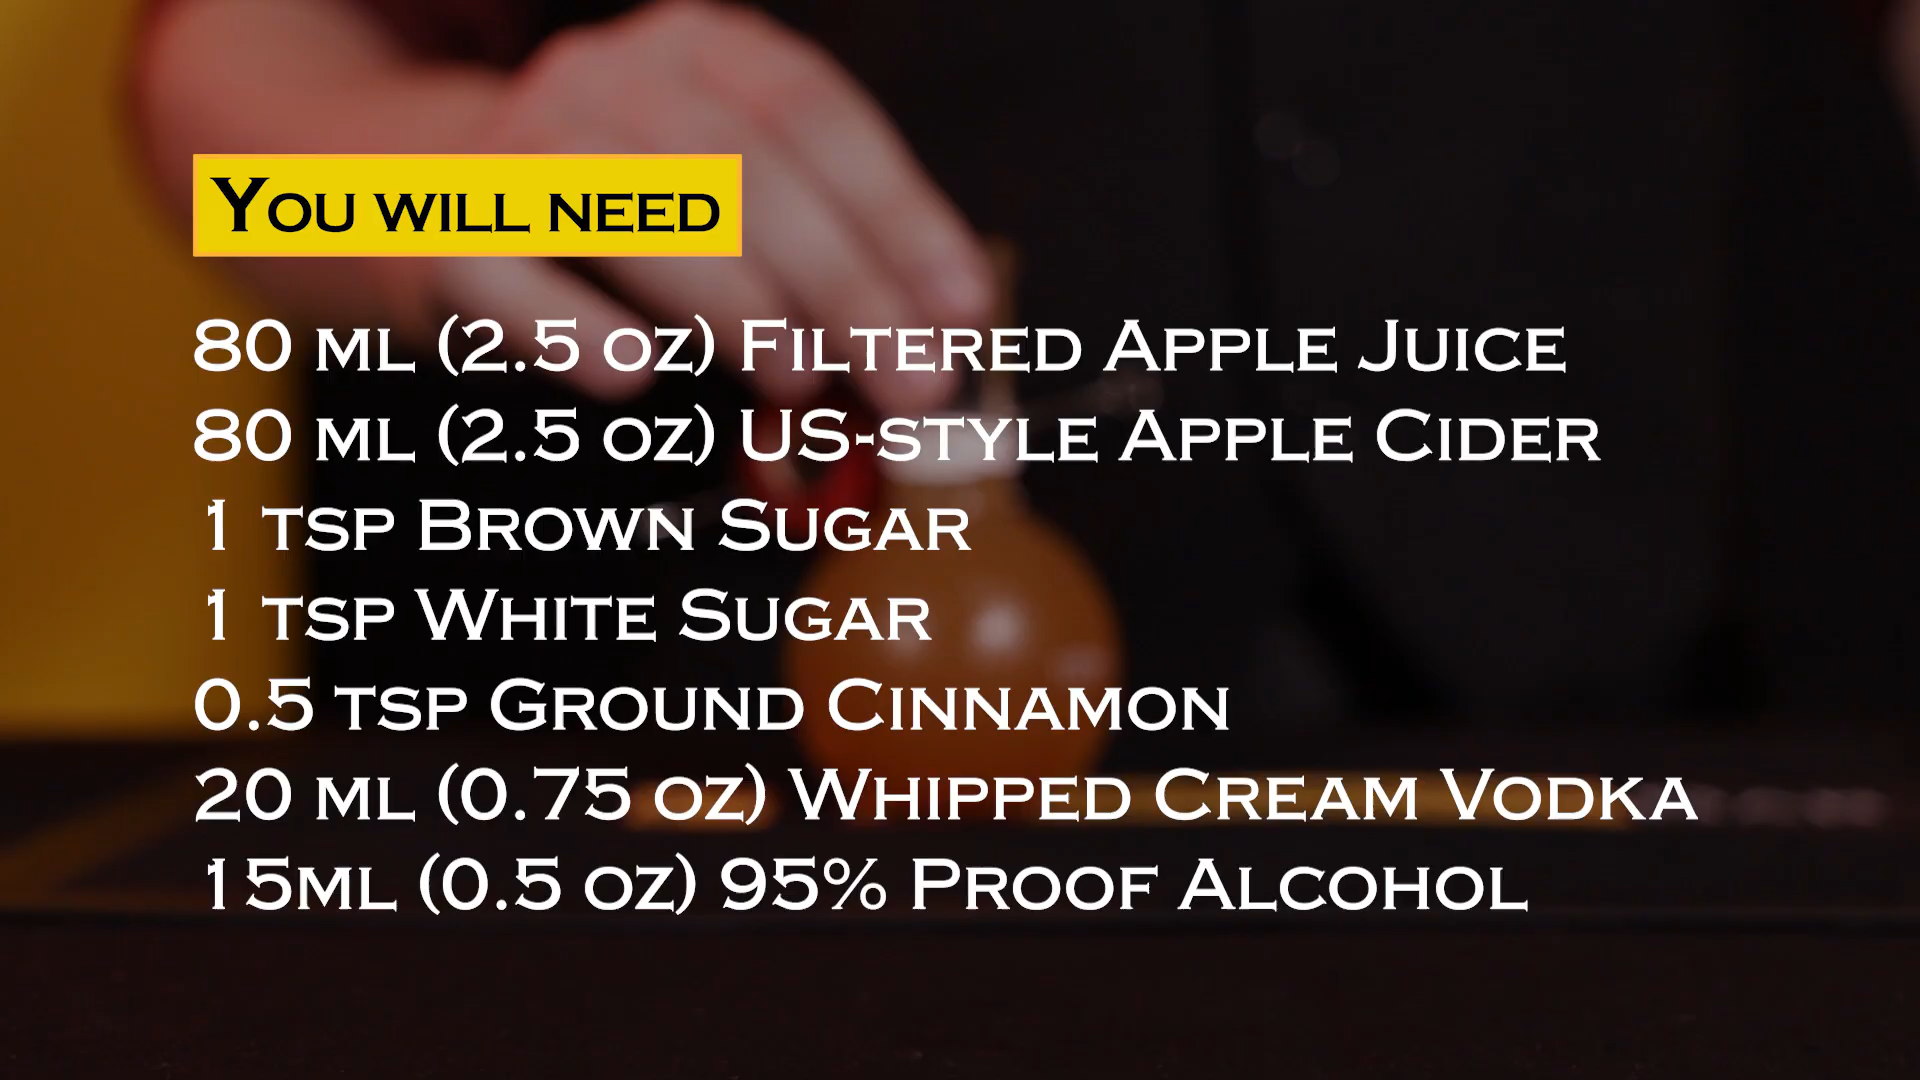 You will need
80 ml (2.5 oz) Filtered Apple Juice
80 ml (2.5 oz) US-style Apple Cider
1 tsp Brown Sugar
1 tsp White Sugar
0.5 tsp Ground Cinnamon
20 ml (0.75 oz) Whipped Cream Vodka
15ml (0.5 oz) 95% Proof Alcohol